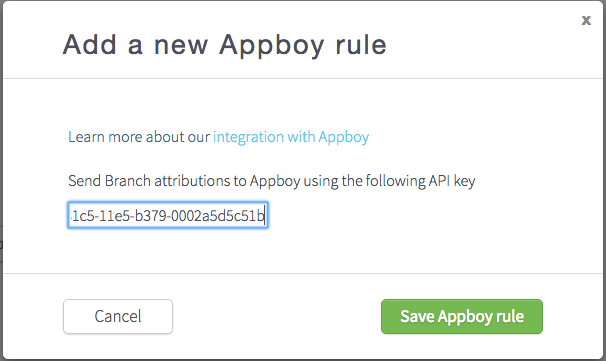 x
Add a new Appboy rule
Learn more about our integration with Appboy
Send Branch attributions to Appboy using the following API key
1c5-11e5-b379-0002a5d5c51b
Cancel
Save Appboy rule